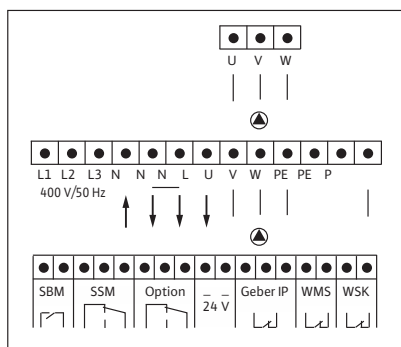 U V W
L1 L2 L3 N N N L U V W PE PE P
400 V/50 Hz
SBM SSM Option 24 V Geber IP WMS WSK